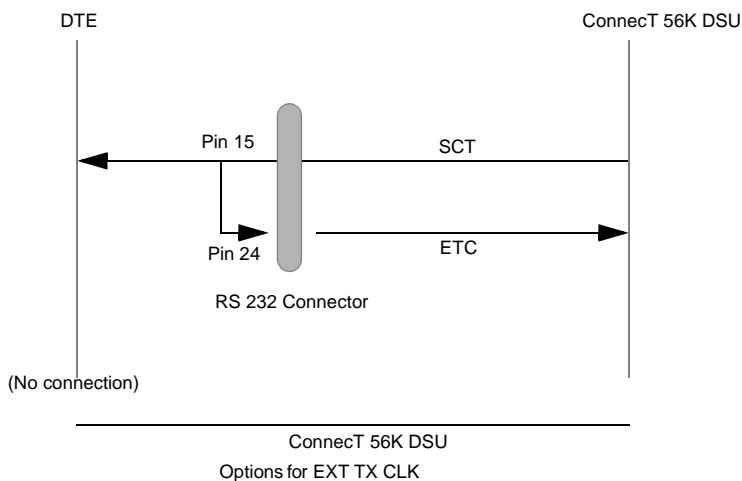 DTE
ConnecT 56K DSU
Pin 15
SCT
Pin 24
ETC
RS 232 Connector
(No connection)
ConnecT 56K DSU
Options for EXT TX CLK